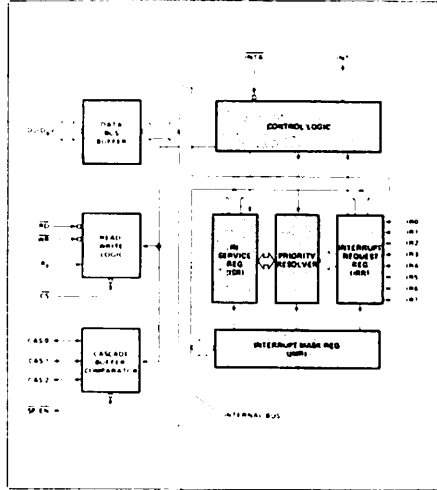 INTA
INT
DATA
BUS
BUFFER
D7-D0
CONTROL LOGIC
RD
WR
A0
CS
READ
WRITE
LOGIC
IN
SERVICE
REG
(ISR)
PRIORITY
RESOLVER
INTERRUPT
REQUEST
REG
(IRR)
IR0
IR1
IR2
IR3
IR4
IR5
IR6
IR7
CAS 0
CAS 1
CAS 2
SP/EN
CASCADE
BUFFER
COMPARATOR
INTERRUPT MASK REG
(IMR)
INTERNAL BUS